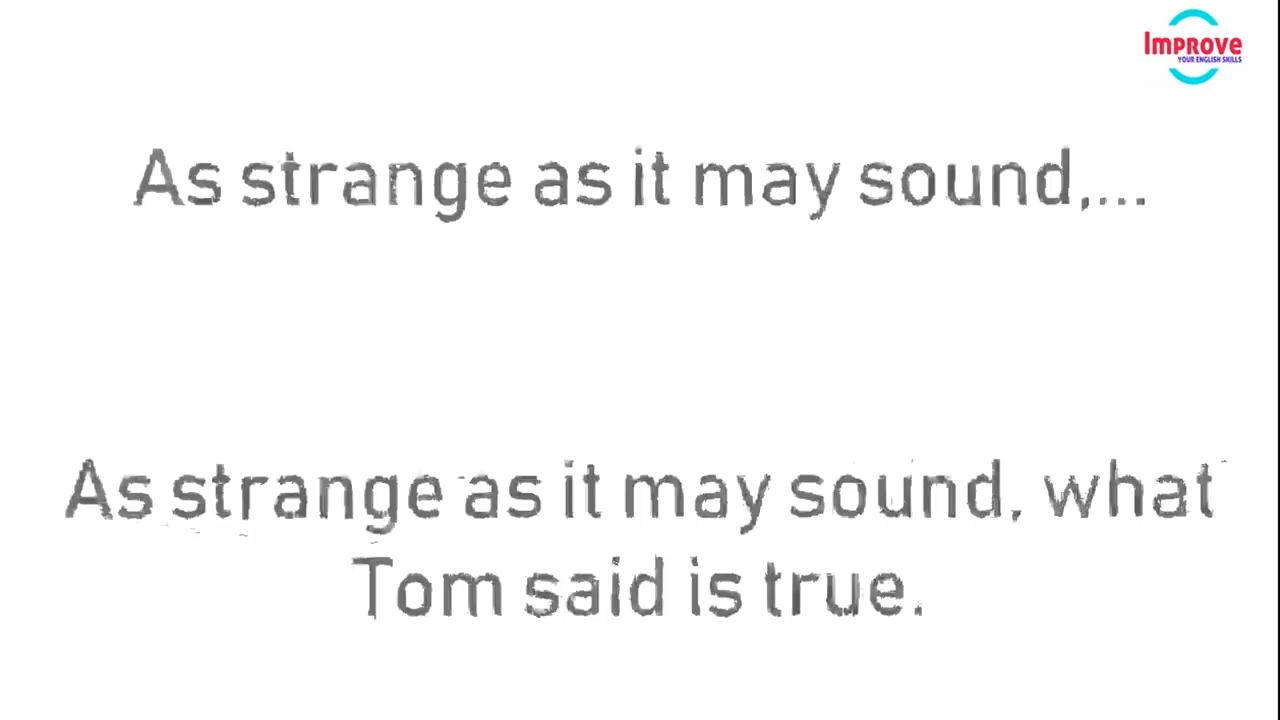 Improve
YOUR ENGLISH SKILLS
As strange as it may sound,...
As strange as it may sound, what
Tom said is true.